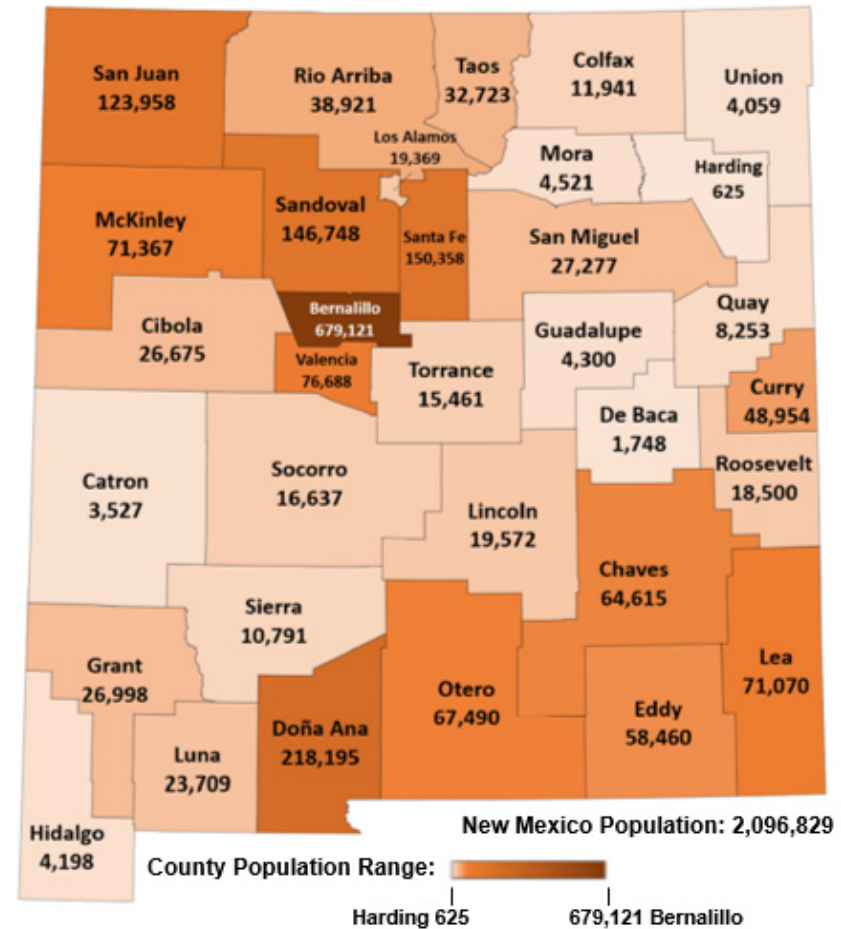 San Juan
123,958
Rio Arriba
38,921
Taos
32,723
Colfax
11,941
Union
4,059
Los Alamos
19,369
Mora
4,521
Harding
625
McKinley
71,367
Sandoval
146,748
Santa Fe
150,358
San Miguel
27,277
Bernalillo
679,121
Cibola
26,675
Valencia
76,688
Torrance
15,461
Guadalupe
4,300
Quay
8,253
Curry
48,954
De Baca
1,748
Roosevelt
18,500
Catron
3,527
Socorro
16,637
Lincoln
19,572
Chaves
64,615
Sierra
10,791
Grant
26,998
Otero
67,490
Lea
71,070
Eddy
58,460
Doña Ana
218,195
Luna
23,709
Hidalgo
4,198
New Mexico Population: 2,096,829
County Population Range:
Harding 625
679,121 Bernalillo